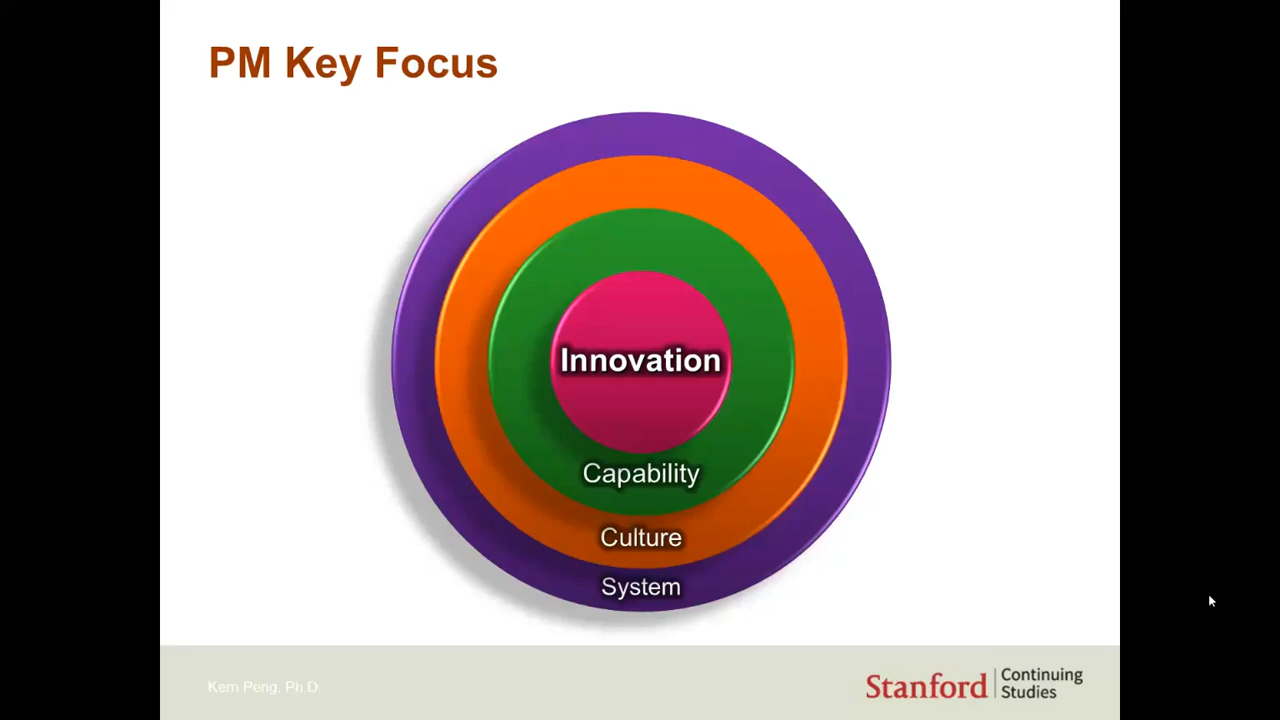 PM Key Focus
Innovation
Capability
Culture
System
Kern Peng, Ph.D.
Stanford
Continuing
Studies